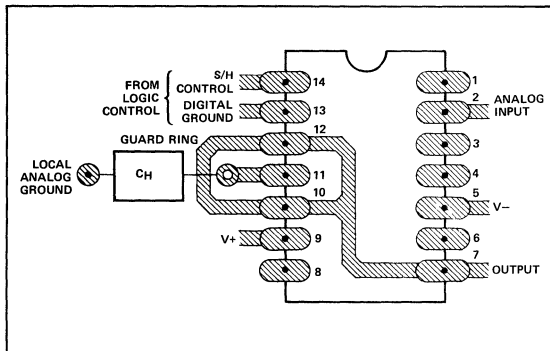 FROM
LOGIC
CONTROL
S/H
CONTROL
14
DIGITAL
GROUND
13
GUARD RING
12
LOCAL
ANALOG
GROUND
CH
11
10
V+
9
8
1
2
ANALOG
INPUT
3
4
5
V−
6
7
OUTPUT